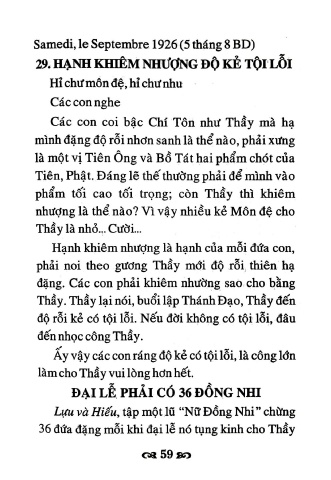 Samedi, le Septembre 1926 (5 tháng 8 BD)
29. HẠNH KHIÊM NHƯỢNG ĐỘ KẺ TỘI LỖI
Hỉ chư môn đệ, hỉ chư nhu
Các con nghe
Các con coi bậc Chí Tôn như Thầy mà hạ
mình đặng độ rỗi nhơn sanh là thế nào, phải xưng
là một vị Tiên Ông và Bồ Tát hai phẩm chót của
Tiên, Phật. Đáng lẽ thế thường phải để mình vào
phẩm tối cao tối trọng; còn Thầy thì khiêm
nhượng là thế nào? Vì vậy nhiều kẻ Môn đệ cho
Thầy là nhỏ... Cười...
Hạnh khiêm nhượng là hạnh của mỗi đứa con,
phải noi theo gương Thầy mới độ rỗi thiên hạ
đặng. Các con phải khiêm nhường sao cho bằng
Thầy. Thầy lại nói, buổi lập Thánh Đạo, Thầy đến
độ rỗi kẻ có tội lỗi. Nếu đời không có tội lỗi, đâu
đến nhọc công Thầy.
Ấy vậy các con ráng độ kẻ có tội lỗi, là công lớn
làm cho Thầy vui lòng hơn hết.
ĐẠI LỄ PHẢI CÓ 36 ĐỒNG NHI
Lựu và Hiếu, tập một lũ “Nữ Đồng Nhi” chừng
36 đứa đặng mỗi khi đại lễ nó tụng kinh cho Thầy
59